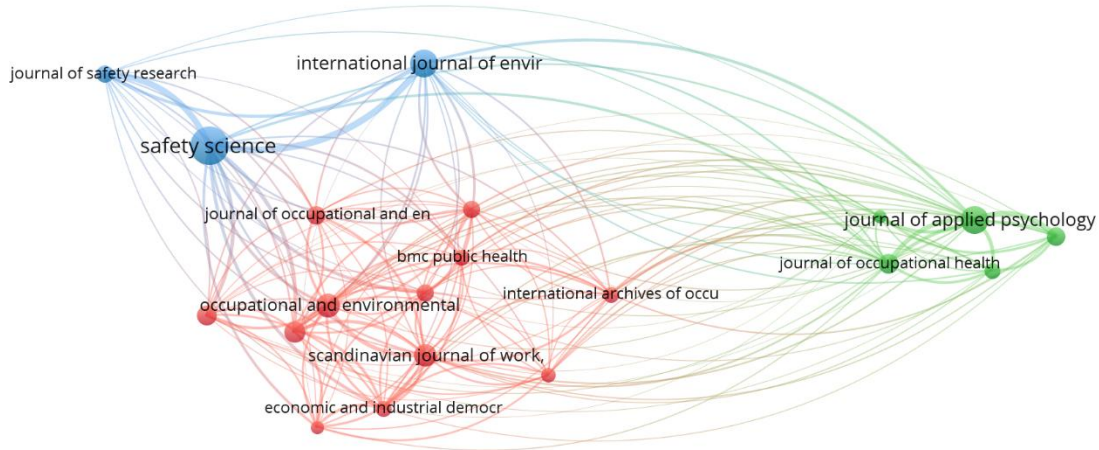 international journal of envir
journal of safety research
safety science
journal of occupational and en
journal of applied psychology
bmc public health
journal of occupational health
international archives of occu
occupational and environmental
scandinavian journal of work,
economic and industrial democr